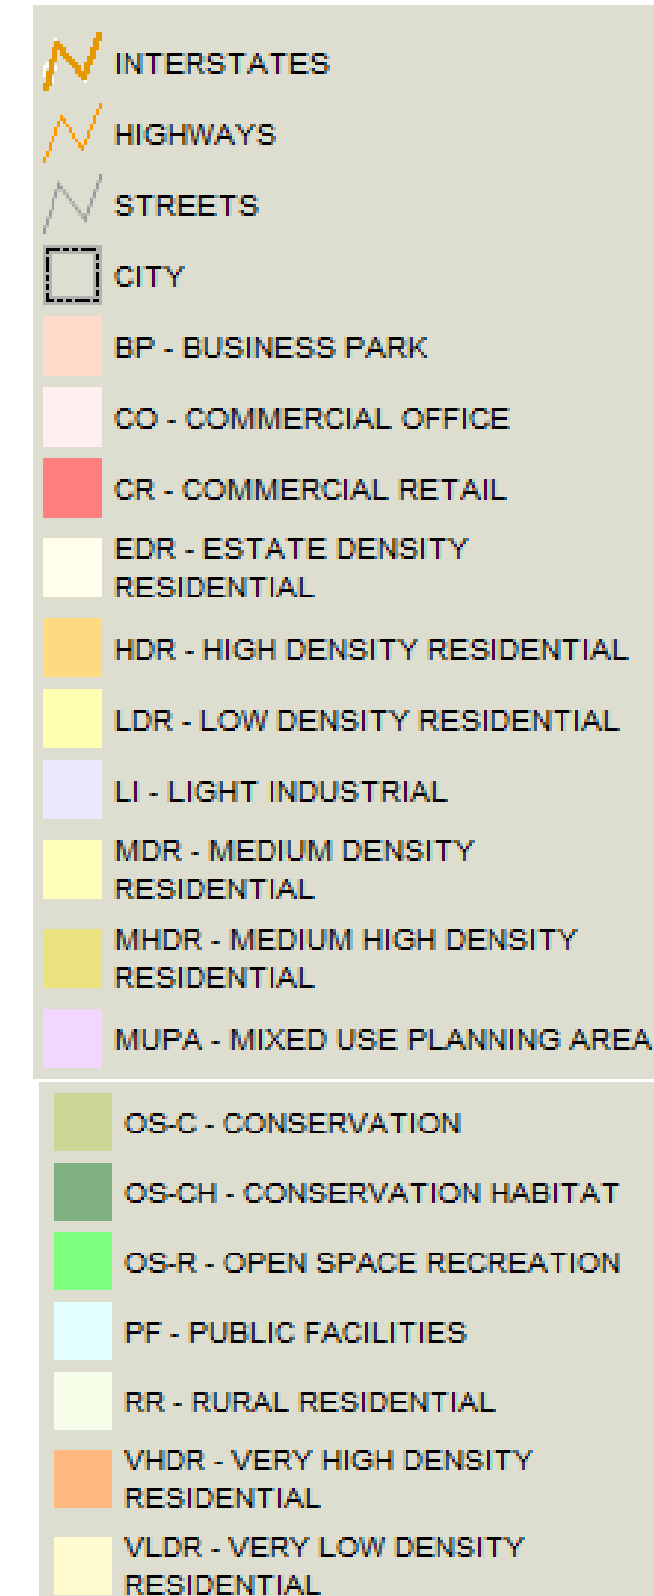 INTERSTATES
HIGHWAYS
STREETS
CITY
BP - BUSINESS PARK
CO - COMMERCIAL OFFICE
CR - COMMERCIAL RETAIL
EDR - ESTATE DENSITY
RESIDENTIAL
HDR - HIGH DENSITY RESIDENTIAL
LDR - LOW DENSITY RESIDENTIAL
LI - LIGHT INDUSTRIAL
MDR - MEDIUM DENSITY
RESIDENTIAL
MHDR - MEDIUM HIGH DENSITY
RESIDENTIAL
MUPA - MIXED USE PLANNING AREA
OS-C - CONSERVATION
OS-CH - CONSERVATION HABITAT
OS-R - OPEN SPACE RECREATION
PF - PUBLIC FACILITIES
RR - RURAL RESIDENTIAL
VHDR - VERY HIGH DENSITY
RESIDENTIAL
VLDR - VERY LOW DENSITY
RESIDENTIAL